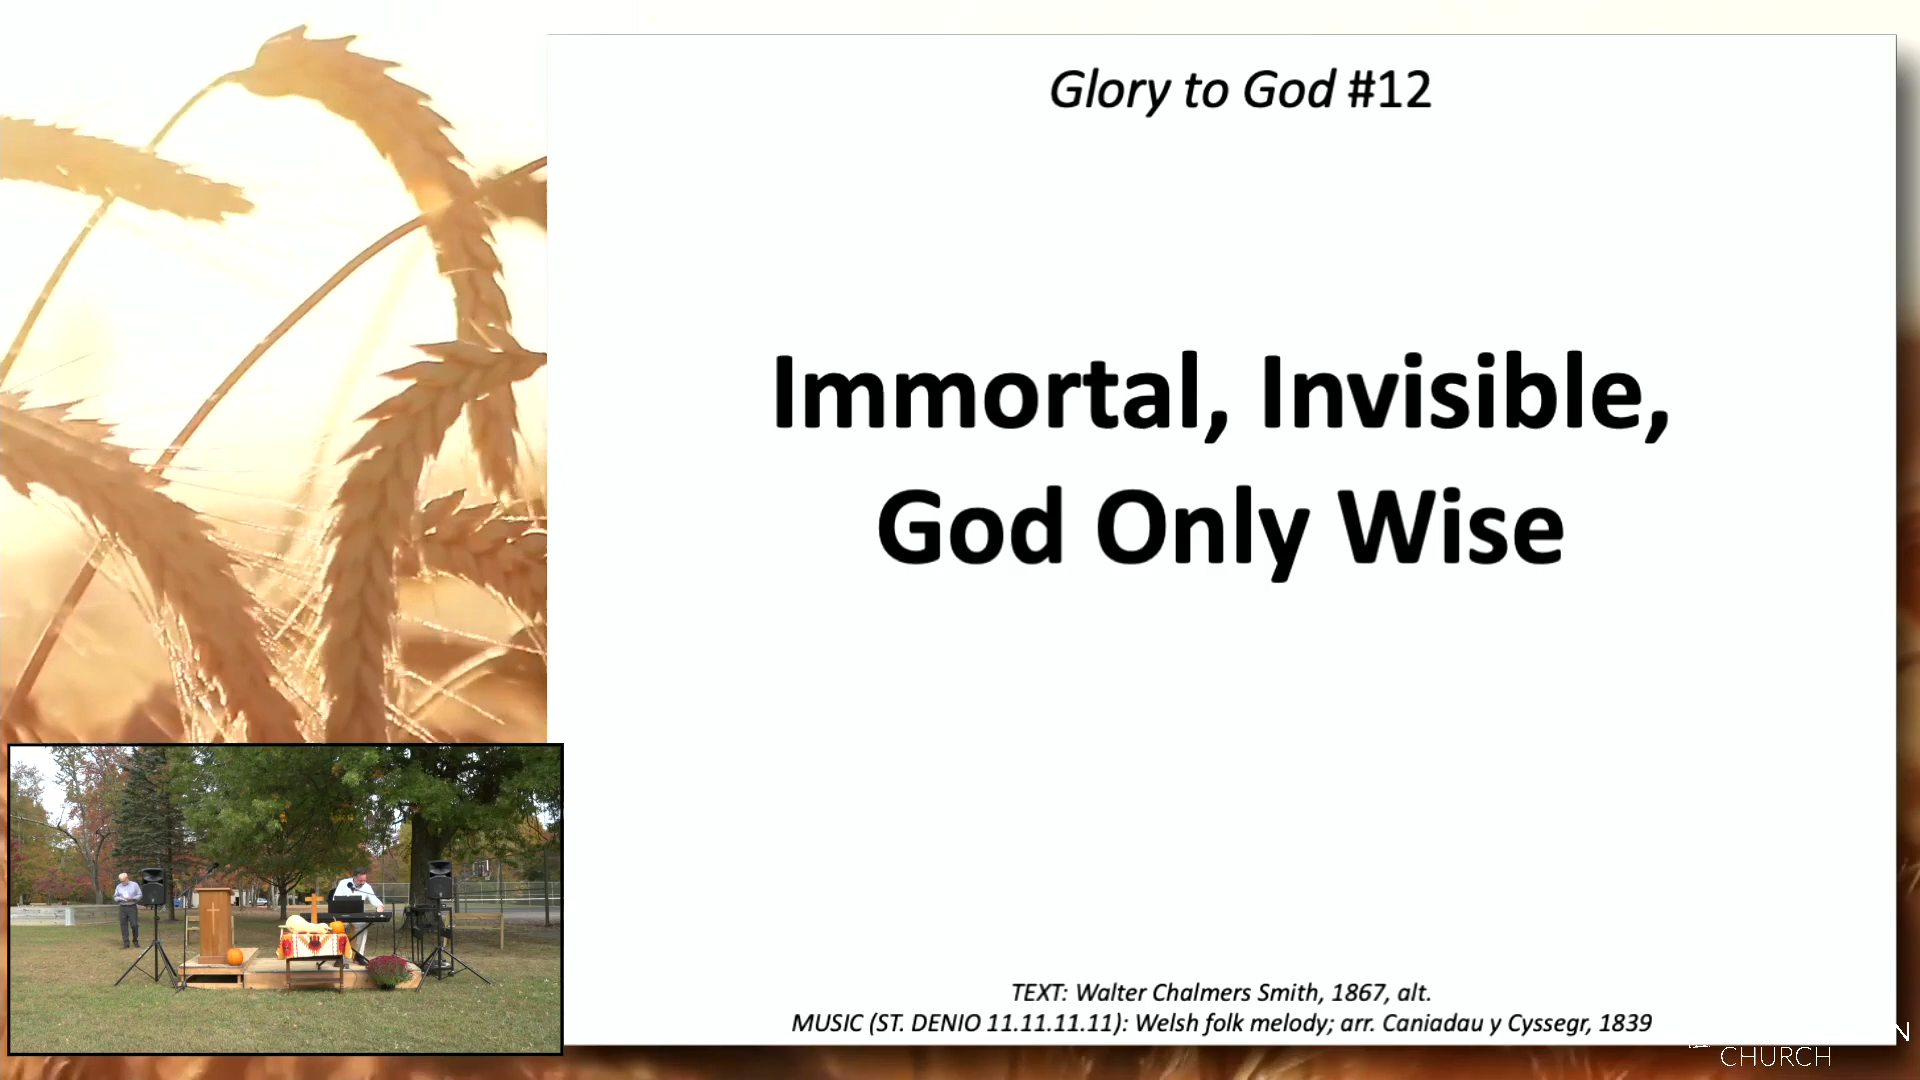 Glory to God #12
Immortal, Invisible,
God Only Wise
TEXT: Walter Chalmers Smith, 1867, alt.
MUSIC (ST. DENIO 11.11.11.11): Welsh folk melody; arr. Caniadau y Cyssegr, 1839
CHURCH